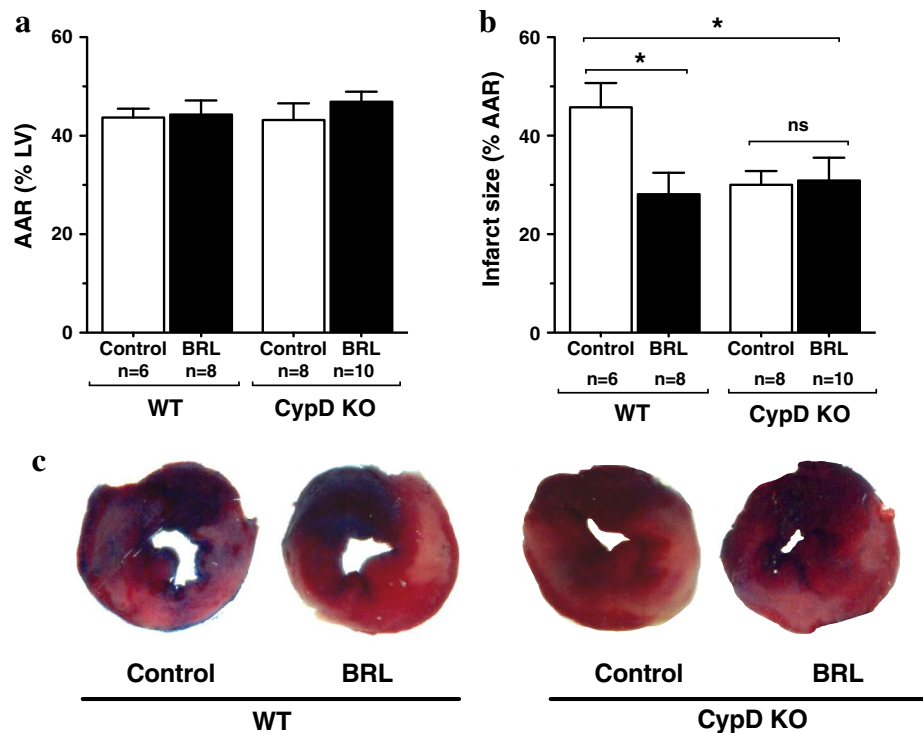 a
AAR (% LV)
60
40
20
0
Control BRL Control BRL
n=6 n=8 n=8 n=10
WT CypD KO
b
Infarct size (% AAR)
60
40
20
0
*
*
ns
Control BRL Control BRL
n=6 n=8 n=8 n=10
WT CypD KO
c
Control BRL Control BRL
WT CypD KO